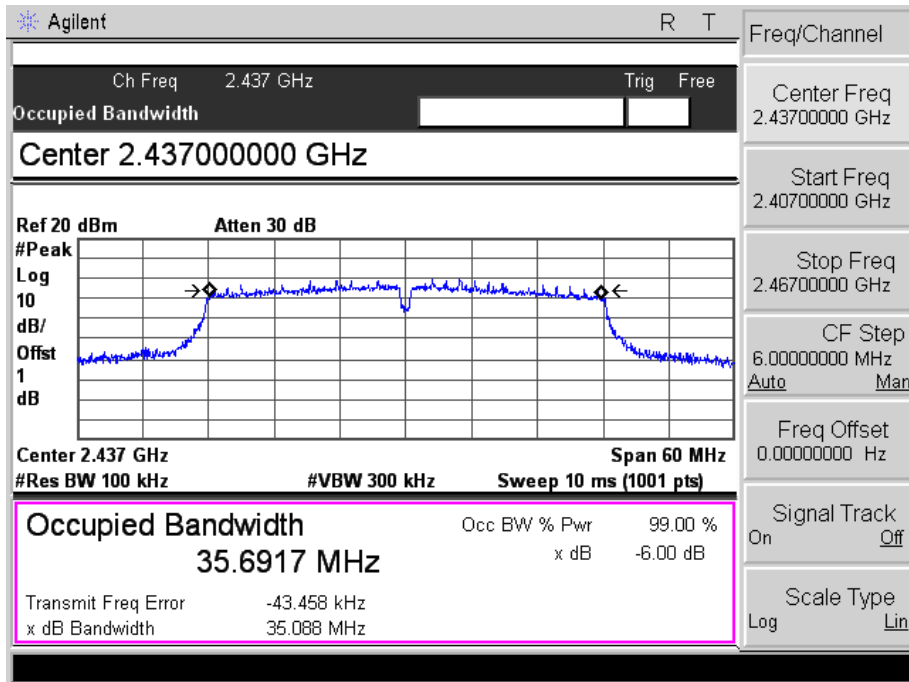 Agilent R T
Ch Freq 2.437 GHz Trig Free
Occupied Bandwidth
Center 2.437000000 GHz
Ref 20 dBm Atten 30 dB
#Peak
Log
10
dB/
Offst
1
dB
Center 2.437 GHz Span 60 MHz
#Res BW 100 kHz #VBW 300 kHz Sweep 10 ms (1001 pts)
Occupied Bandwidth Occ BW % Pwr 99.00 %
35.6917 MHz x dB -6.00 dB
Transmit Freq Error -43.458 kHz
x dB Bandwidth 35.088 MHz
Freq/Channel
Center Freq
2.43700000 GHz
Start Freq
2.40700000 GHz
Stop Freq
2.46700000 GHz
CF Step
6.00000000 MHz
Auto Man
Freq Offset
0.00000000 Hz
Signal Track
On Off
Scale Type
Log Lin